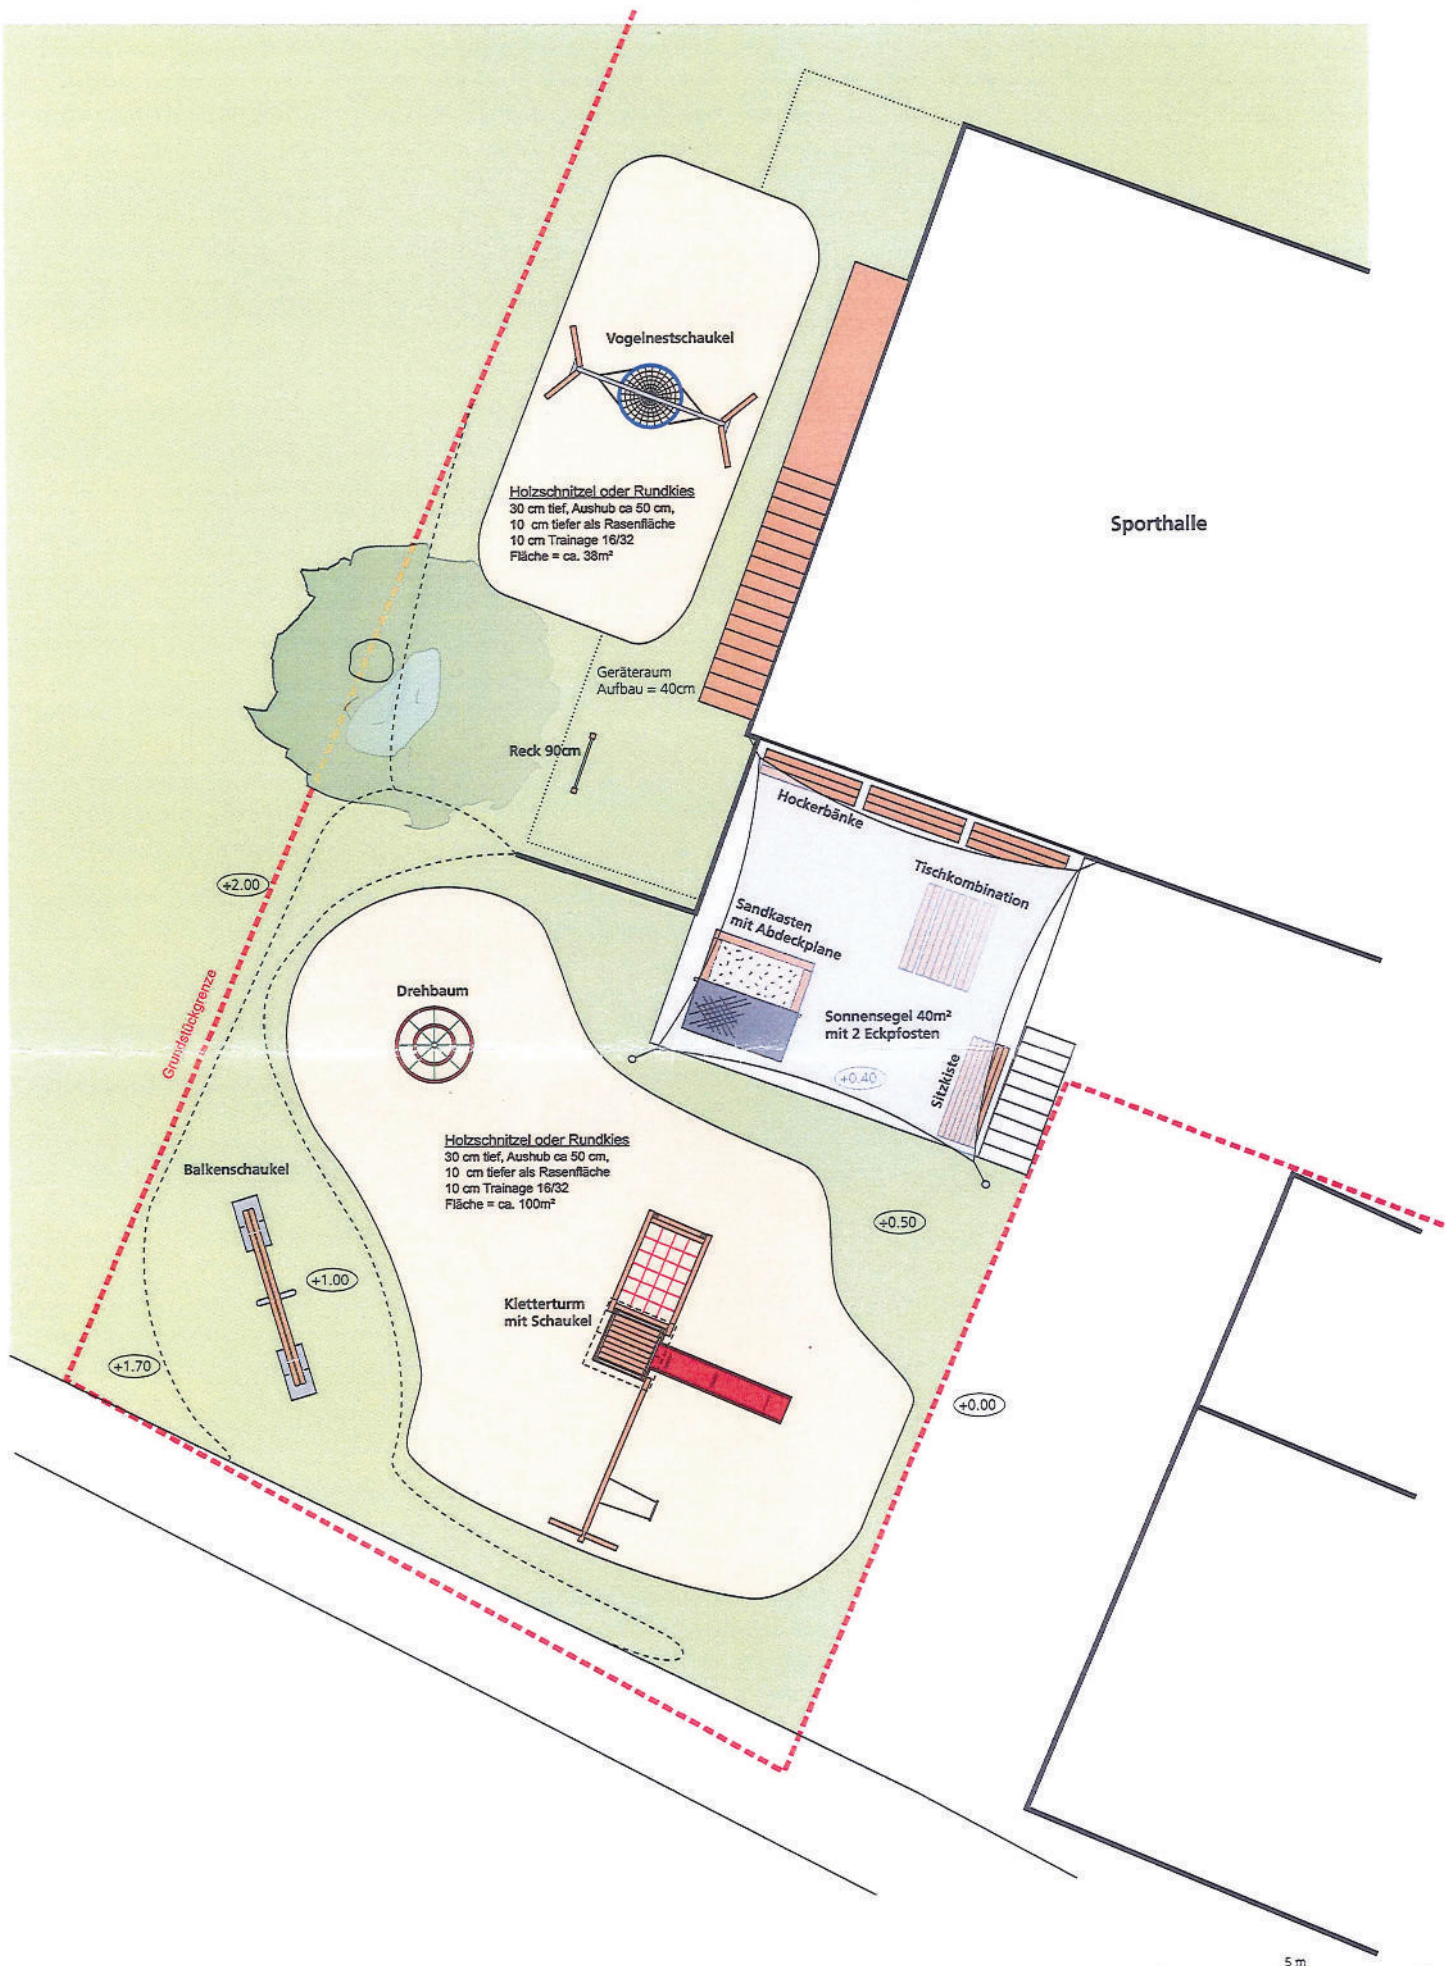 Vogelnestschaukel
Holzschnitzel oder Rundkies
30 cm tief, Aushub ca 50 cm,
10 cm tiefer als Rasenfläche
10 cm Trainage 16/32
Fläche = ca. 38m²
Sporthalle
Geräteraum
Aufbau = 40cm
Reck 90cm
Hockerbänke
Tischkombination
Sandkasten
mit Abdeckplane
Sonnensegel 40m²
mit 2 Eckpfosten
+0.40
Sitzkiste
+2.00
Grundstückgrenze
Drehbaum
Holzschnitzel oder Rundkies
30 cm tief, Aushub ca 50 cm,
10 cm tiefer als Rasenfläche
10 cm Trainage 16/32
Fläche = ca. 100m²
Balkenschaukel
+1.00
+0.50
Kletterturm
mit Schaukel
+1.70
+0.00
5 m